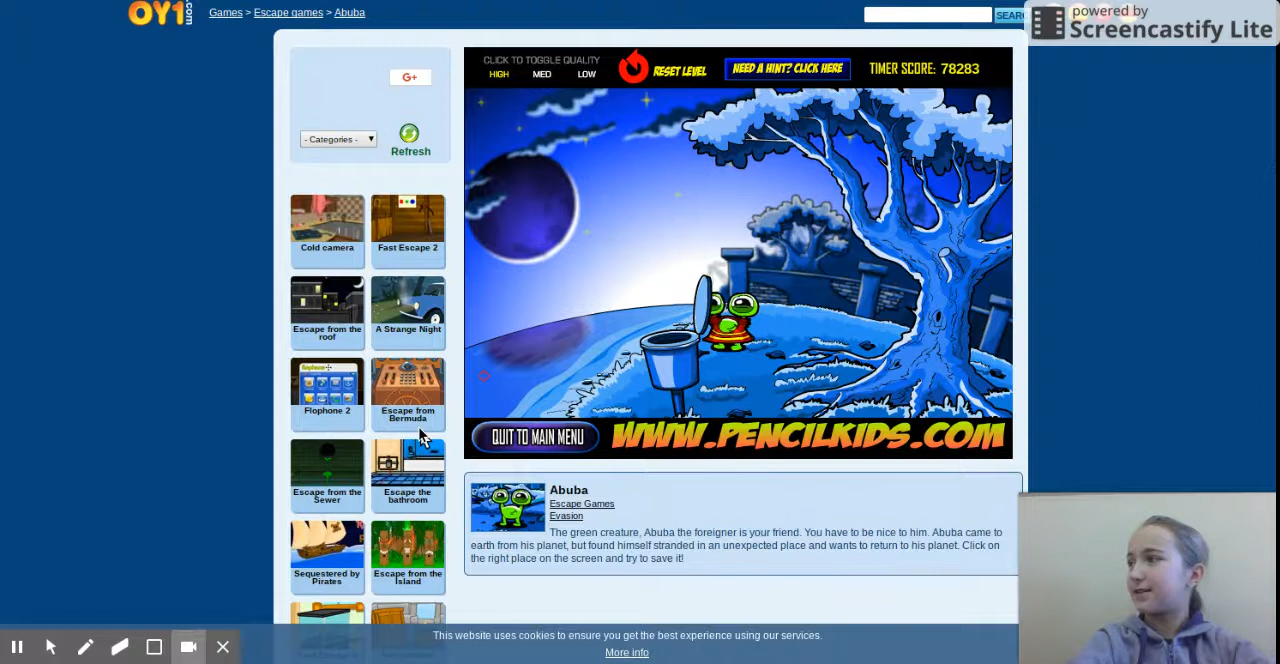 OY1.com
Games > Escape games > Abuba
SEARC
powered by
Screencastify Lite
CLICK TO TOGGLE QUALITY
HIGH MED LOW
RESET LEVEL
NEED A HINT? CLICK HERE
TIMER SCORE: 78283
G+
- Categories -
Refresh
Cold camera
Fast Escape 2
Escape from the roof
A Strange Night
Flophone 2
Escape from Bermuda
Escape from the Sewer
Escape the bathroom
Sequestered by Pirates
Escape from the Island
QUIT TO MAIN MENU
WWW.PENCILKIDS.COM
Abuba
Escape Games
Evasion
The green creature, Abuba the foreigner is your friend. You have to be nice to him. Abuba came to
earth from his planet, but found himself stranded in an unexpected place and wants to return to his planet. Click on
the right place on the screen and try to save it!
This website uses cookies to ensure you get the best experience using our services.
More info